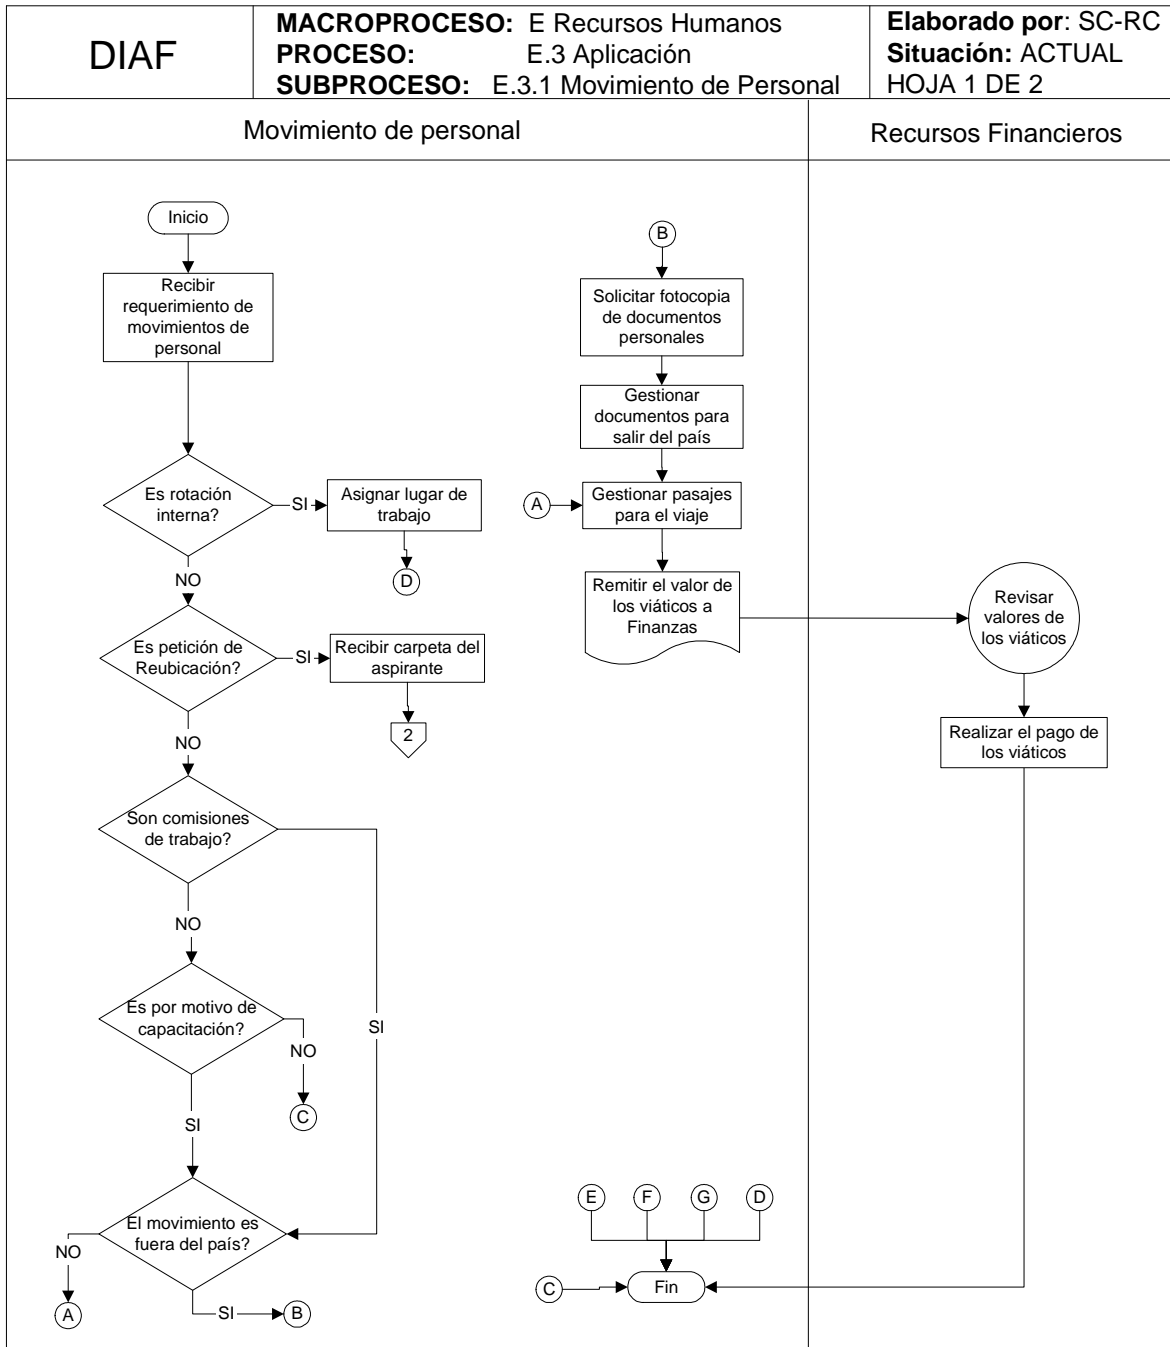 DIAF
MACROPROCESO: E Recursos Humanos
PROCESO: E.3 Aplicación
SUBPROCESO: E.3.1 Movimiento de Personal
Elaborado por: SC-RC
Situación: ACTUAL
HOJA 1 DE 2
Movimiento de personal
Recursos Financieros
Inicio
Recibir
requerimiento de
movimientos de
personal
Es rotación
interna?
SI
Asignar lugar de
trabajo
D
NO
Es petición de
Reubicación?
SI
Recibir carpeta del
aspirante
2
NO
Son comisiones
de trabajo?
SI
NO
Es por motivo de
capacitación?
NO
C
SI
El movimiento es
fuera del país?
NO
A
SI
B
B
Solicitar fotocopia
de documentos
personales
Gestionar
documentos para
salir del país
A
Gestionar pasajes
para el viaje
Remitir el valor de
los viáticos a
Finanzas
Revisar
valores de
los viáticos
Realizar el pago de
los viáticos
E
F
G
D
C
Fin